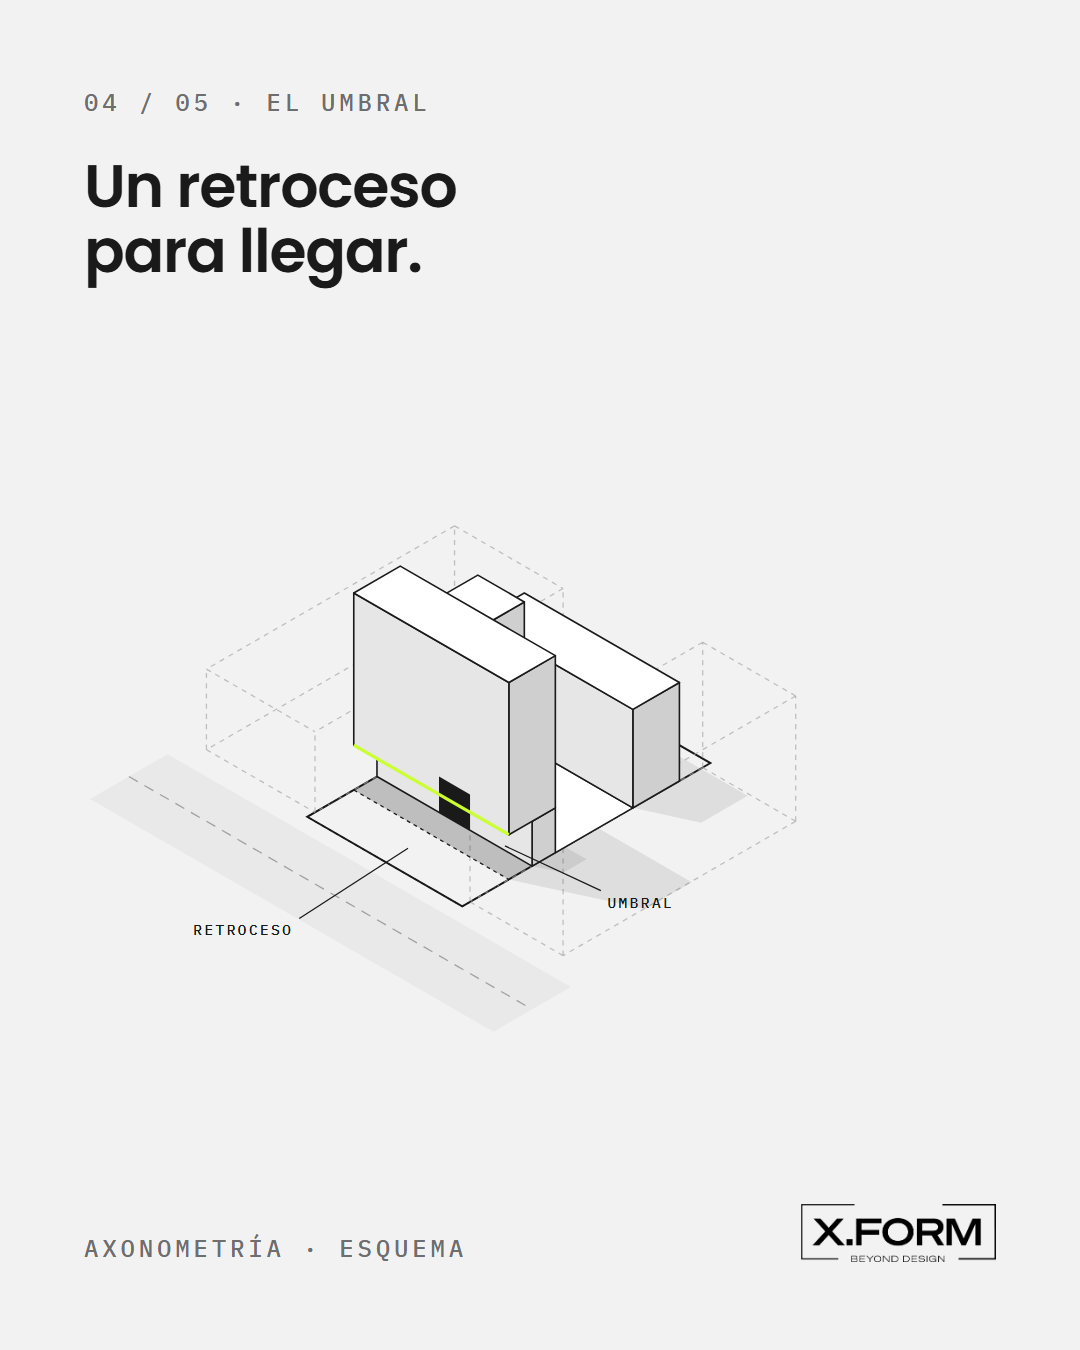 04 / 05 · EL UMBRAL
Un retroceso
para llegar.
UMBRAL
RETROCESO
AXONOMETRÍA · ESQUEMA
X.FORM
BEYOND DESIGN